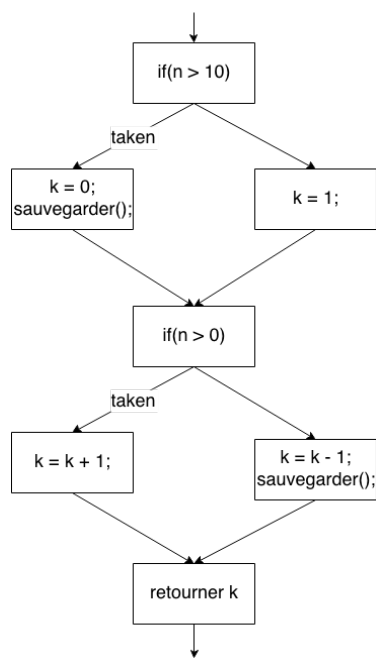 if(n > 10)
taken
k = 0;
sauvegarder();
k = 1;
if(n > 0)
taken
k = k + 1;
k = k - 1;
sauvegarder();
retourner k